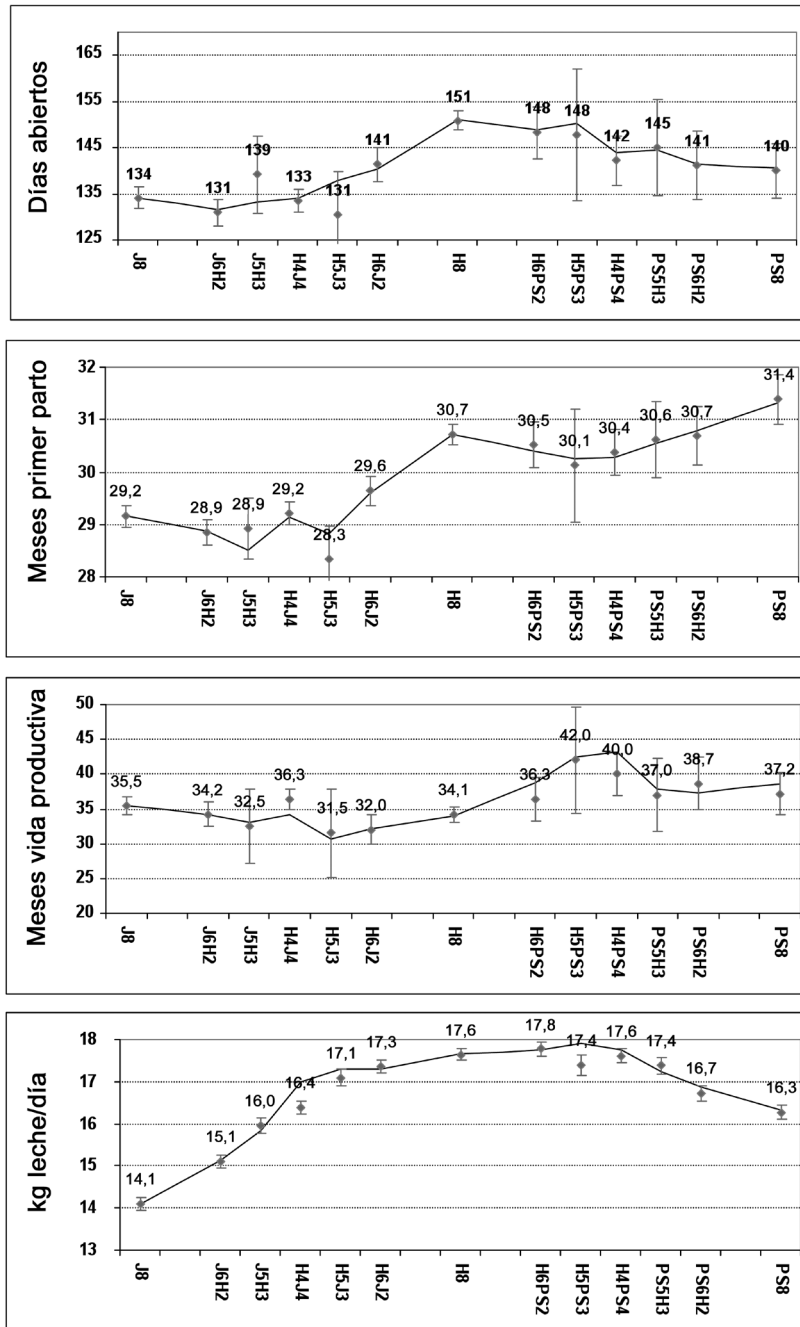 Días abiertos
165
155
145
135
125
134
131
139
133
131
141
151
148
148
142
145
141
140
J8
J6H2
J5H3
H4J4
H5J3
H6J2
H8
H6PS2
H5PS3
H4PS4
PS5H3
PS6H2
PS8
Meses primer parto
32
31
30
29
28
29,2
28,9
28,9
29,2
28,3
29,6
30,7
30,5
30,1
30,4
30,6
30,7
31,4
J8
J6H2
J5H3
H4J4
H5J3
H6J2
H8
H6PS2
H5PS3
H4PS4
PS5H3
PS6H2
PS8
Meses vida productiva
50
45
40
35
30
25
20
35,5
34,2
32,5
36,3
31,5
32,0
34,1
36,3
42,0
40,0
37,0
38,7
37,2
J8
J6H2
J5H3
H4J4
H5J3
H6J2
H8
H6PS2
H5PS3
H4PS4
PS5H3
PS6H2
PS8
kg leche/día
18
17
16
15
14
13
14,1
15,1
16,0
16,4
17,1
17,3
17,6
17,8
17,4
17,6
17,4
16,7
16,3
J8
J6H2
J5H3
H4J4
H5J3
H6J2
H8
H6PS2
H5PS3
H4PS4
PS5H3
PS6H2
PS8